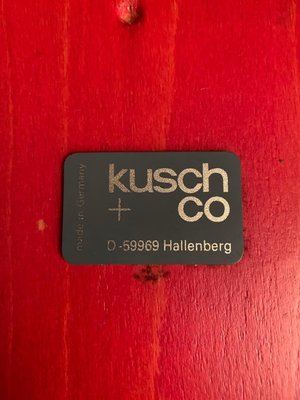 made in Germany
kusch
+ co
D-59969 Hallenberg